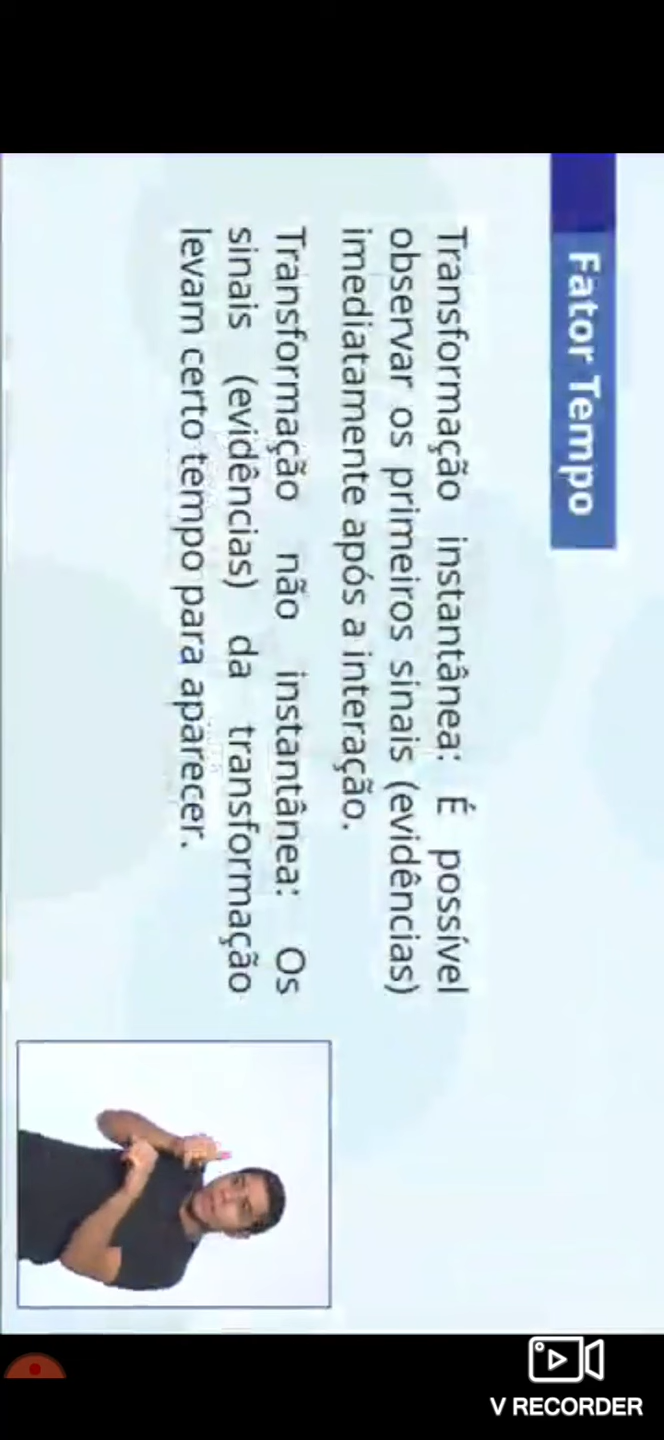 Fator Tempo
Transformação instantânea: É possível
observar os primeiros sinais (evidências)
imediatamente após a interação.
Transformação não instantânea: Os
sinais (evidências) da transformação
levam certo tempo para aparecer.
V RECORDER